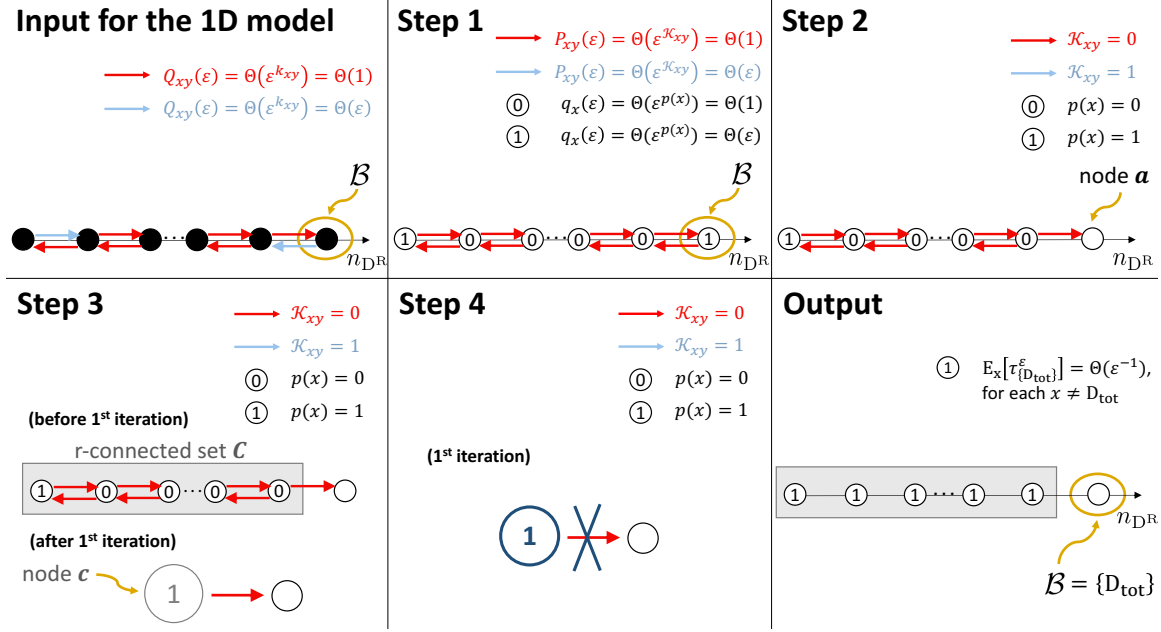 Input for the 1D model
Q_{xy}(ε) = Θ(ε^{k_{xy}}) = Θ(1)
Q_{xy}(ε) = Θ(ε^{k_{xy}}) = Θ(ε)
ℬ
···
n_{D^R}
Step 1
P_{xy}(ε) = Θ(ε^{𝒦_{xy}}) = Θ(1)
P_{xy}(ε) = Θ(ε^{𝒦_{xy}}) = Θ(ε)
0 q_x(ε) = Θ(ε^{p(x)}) = Θ(1)
1 q_x(ε) = Θ(ε^{p(x)}) = Θ(ε)
ℬ
1 0 0 ··· 0 0 1
n_{D^R}
Step 2
𝒦_{xy} = 0
𝒦_{xy} = 1
0 p(x) = 0
1 p(x) = 1
node a
1 0 0 ··· 0 0
n_{D^R}
Step 3
𝒦_{xy} = 0
𝒦_{xy} = 1
0 p(x) = 0
1 p(x) = 1
(before 1st iteration)
r-connected set C
1 0 0 ··· 0 0
(after 1st iteration)
node c
1
Step 4
𝒦_{xy} = 0
𝒦_{xy} = 1
0 p(x) = 0
1 p(x) = 1
(1st iteration)
1
Output
1 E_x[τ^ε_{{D_tot}}] = Θ(ε^{-1}),
for each x ≠ D_tot
1 1 1 ··· 1 1
n_{D^R}
ℬ = {D_tot}